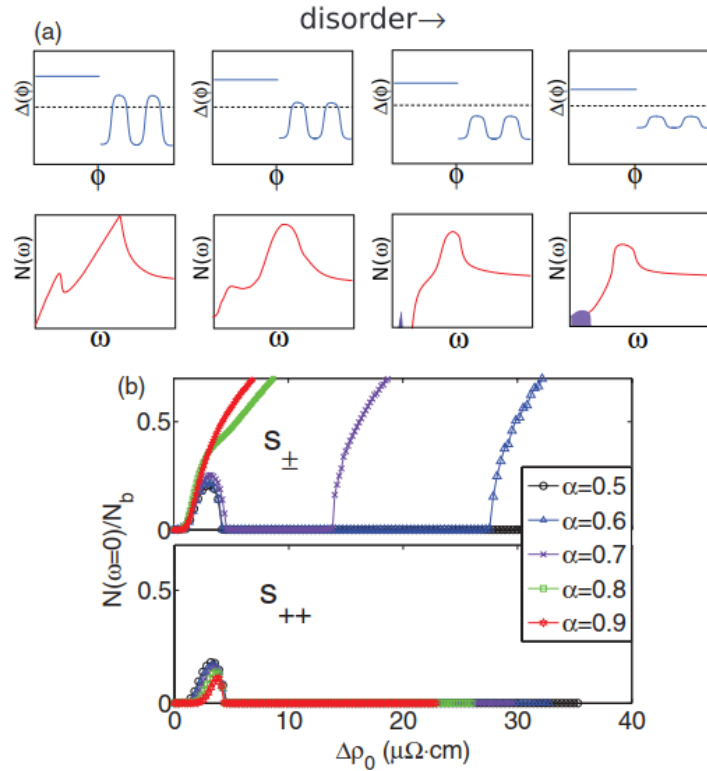 disorder→
(a)
Δ(ϕ) Δ(ϕ) Δ(ϕ) Δ(ϕ)
ϕ ϕ ϕ ϕ
N(ω) N(ω) N(ω) N(ω)
ω ω ω ω
(b)
0.5
S±
α=0.5
α=0.6
α=0.7
α=0.8
α=0.9
0
N(ω=0)/N_b
0.5
S++
0
0 10 20 30 40
Δρ₀ (μΩ·cm)